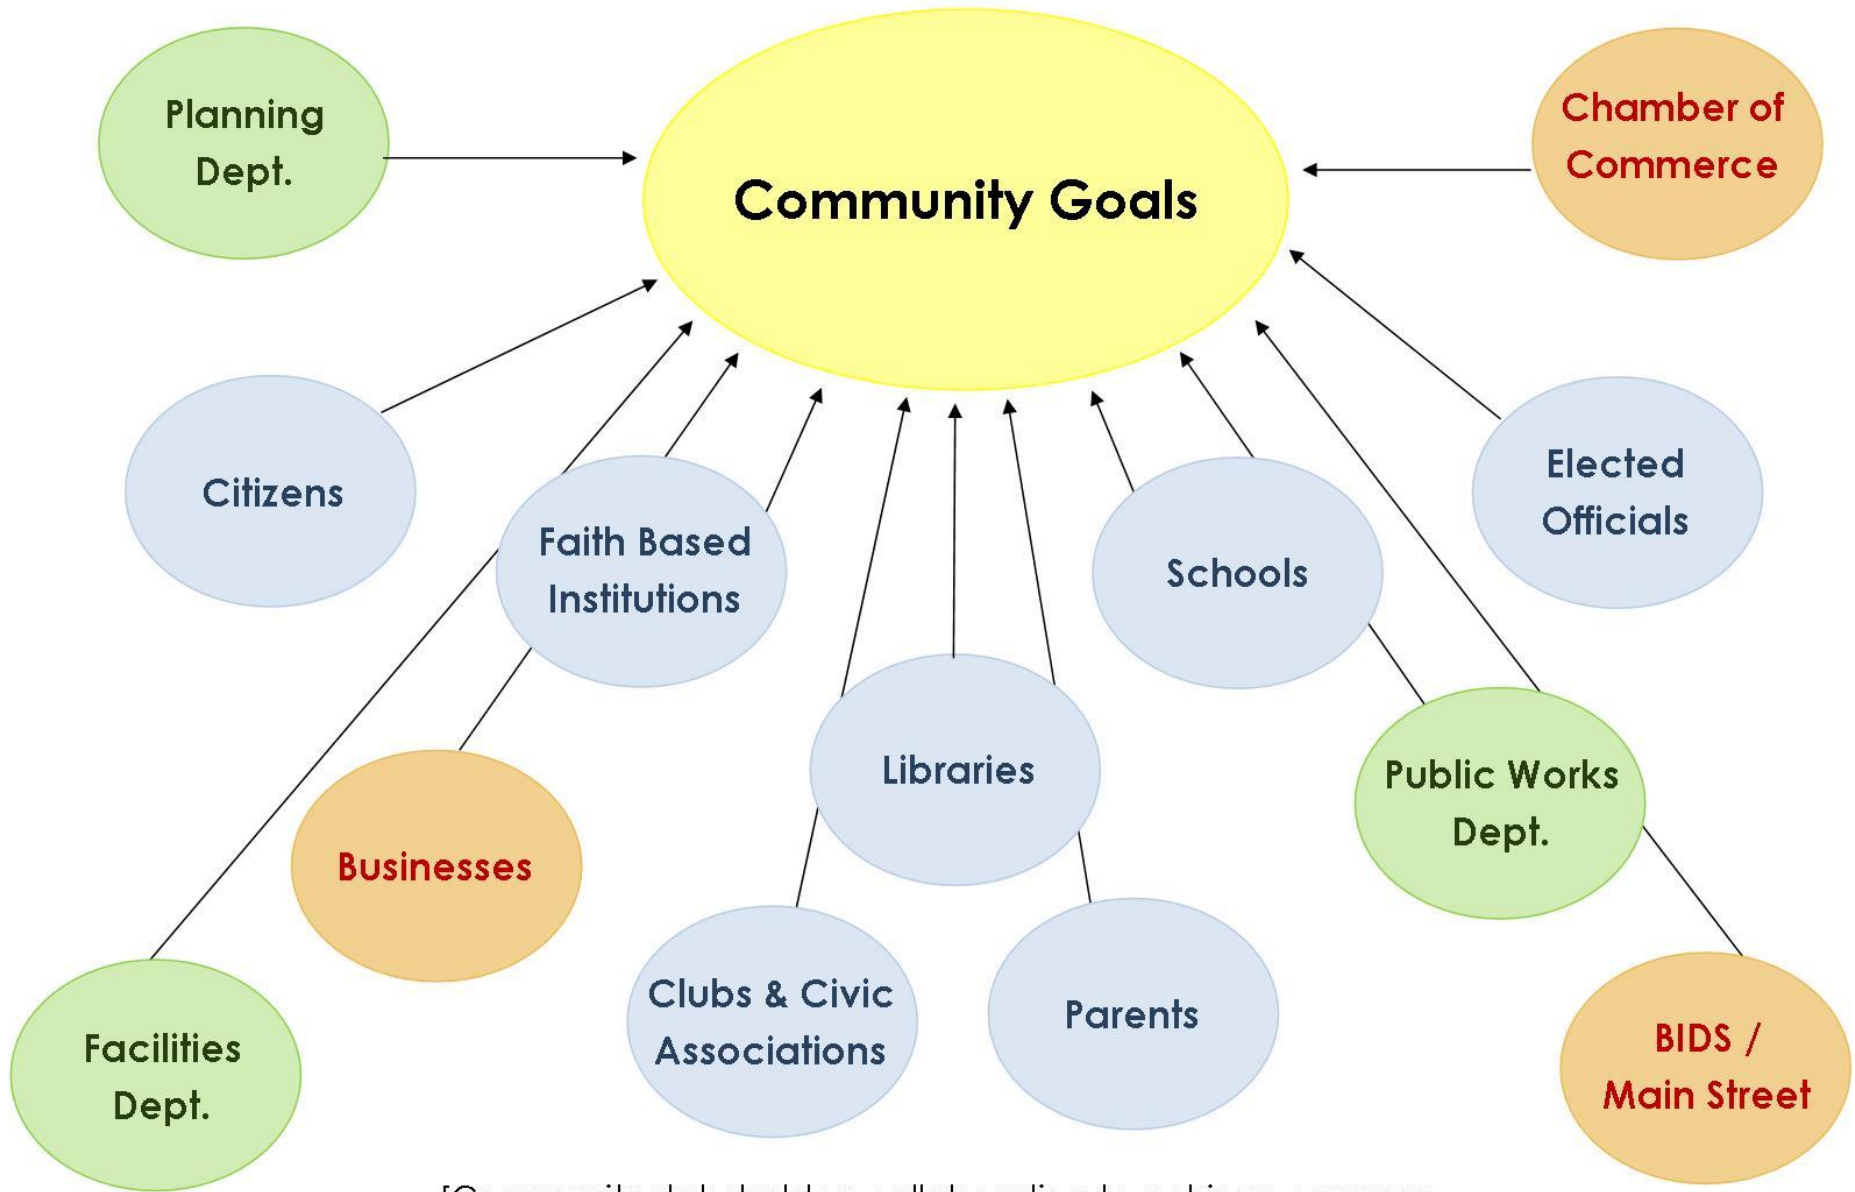 Planning
Dept.
Community Goals
Chamber of
Commerce
Citizens
Faith Based
Institutions
Schools
Elected
Officials
Businesses
Libraries
Public Works
Dept.
Facilities
Dept.
Clubs & Civic
Associations
Parents
BIDS /
Main Street